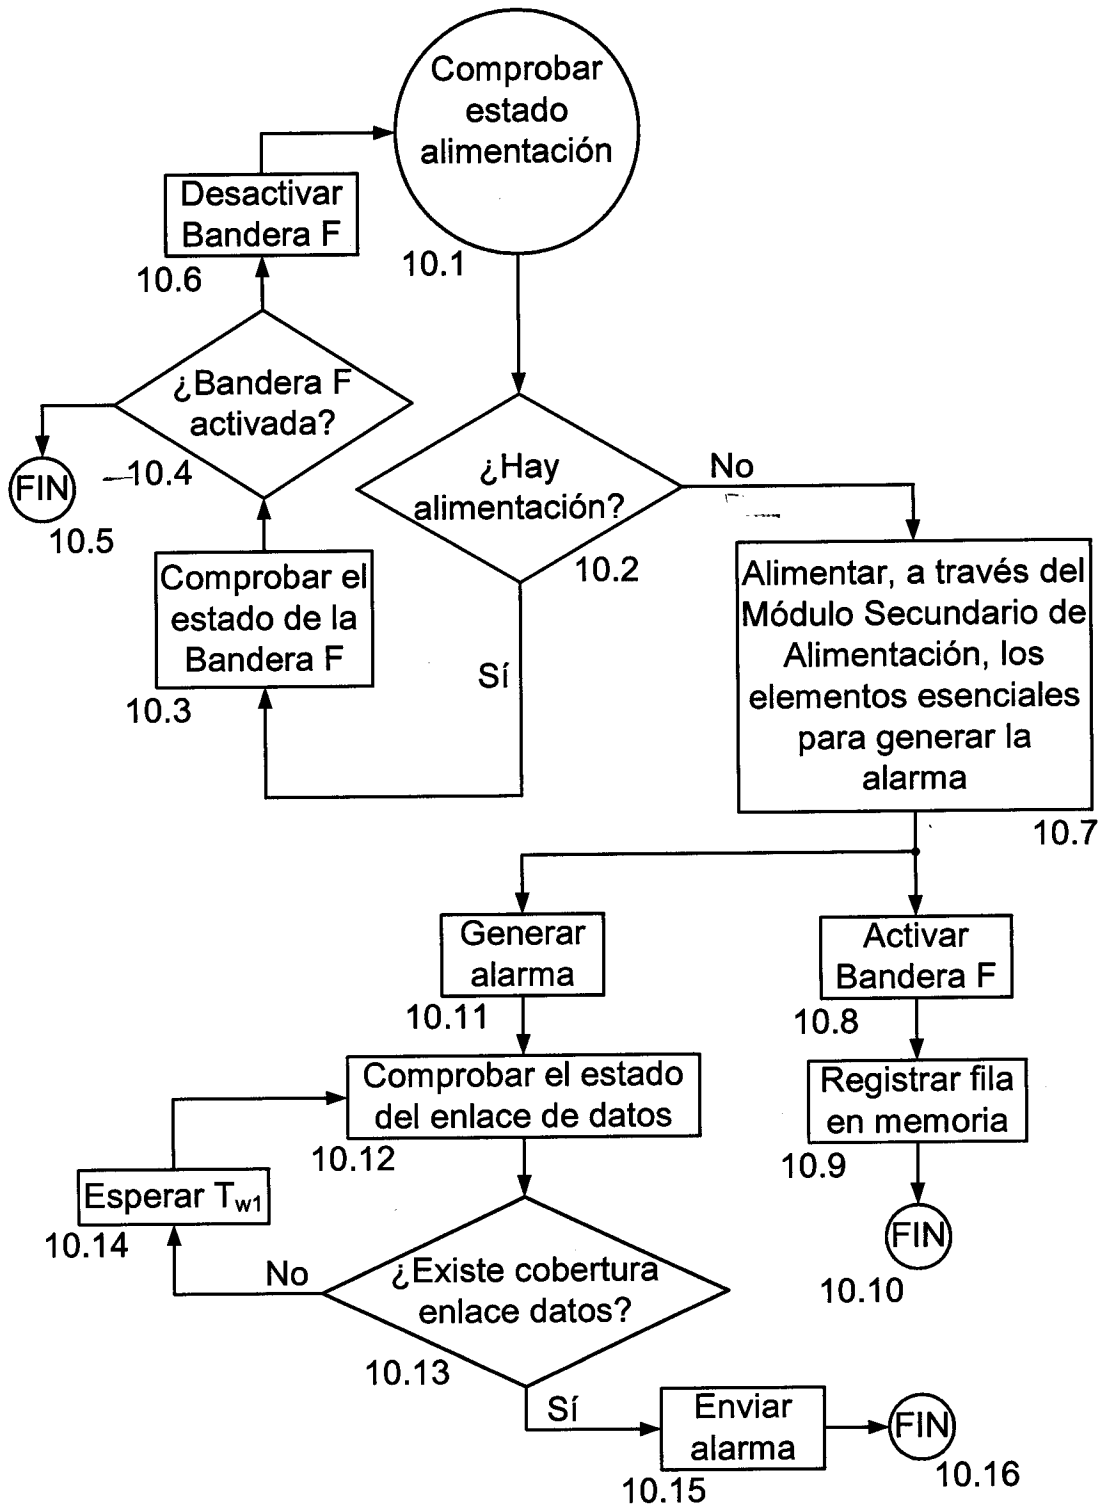 Comprobar
estado
alimentación
10.1
Desactivar
Bandera F
10.6
¿Bandera F
activada?
10.4
FIN
10.5
¿Hay
alimentación?
10.2
No
Sí
Comprobar el
estado de la
Bandera F
10.3
Alimentar, a través del
Módulo Secundario de
Alimentación, los
elementos esenciales
para generar la
alarma
10.7
Generar
alarma
10.11
Activar
Bandera F
10.8
Comprobar el estado
del enlace de datos
10.12
Registrar fila
en memoria
10.9
Esperar Tw1
10.14
FIN
10.10
¿Existe cobertura
enlace datos?
10.13
No
Sí
Enviar
alarma
10.15
FIN
10.16